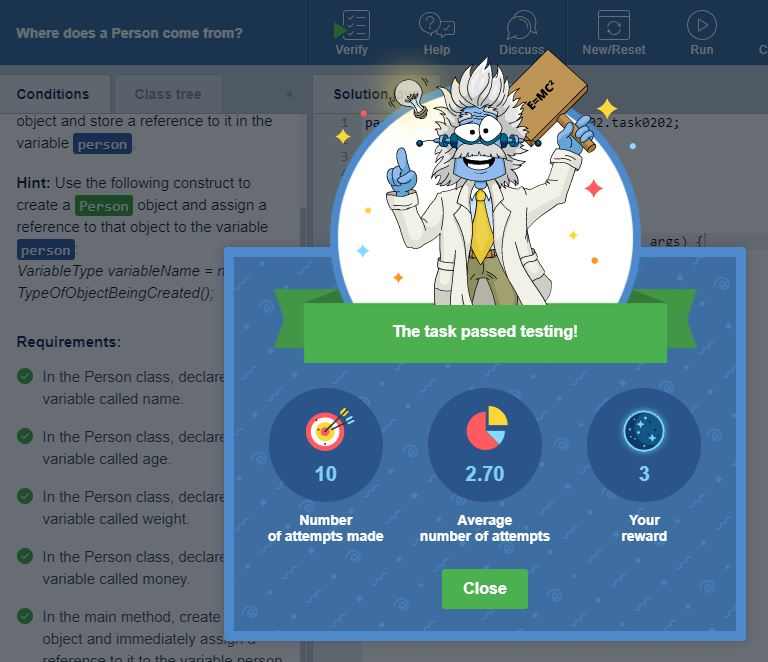 Where does a Person come from?
Verify
Help
Discuss
New/Reset
Run
C
Conditions
Class tree
Solution
object and store a reference to it in the
variable person.
Hint: Use the following construct to
create a Person object and assign a
reference to that object to the variable
person:
VariableType variableName = n
TypeOfObjectBeingCreated();
Requirements:
In the Person class, declare
variable called name.
In the Person class, declare
variable called age.
In the Person class, declare
variable called weight.
In the Person class, declare
variable called money.
In the main method, create
object and immediately assign a
reference to it to the variable person
1 pa
02.task0202;
3
args) {
E=MC²
The task passed testing!
10
Number
of attempts made
2.70
Average
number of attempts
3
Your
reward
Close